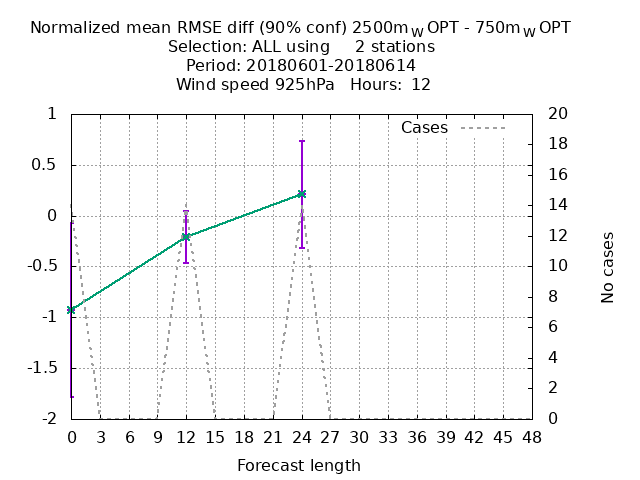 Normalized mean RMSE diff (90% conf) 2500m_W OPT - 750m_W OPT
Selection: ALL using     2 stations
Period: 20180601-20180614
Wind speed 925hPa   Hours: 12
Cases
1
0.5
0
-0.5
-1
-1.5
-2
20
18
16
14
12
10
8
6
4
2
0
No cases
0 3 6 9 12 15 18 21 24 27 30 33 36 39 42 45 48
Forecast length